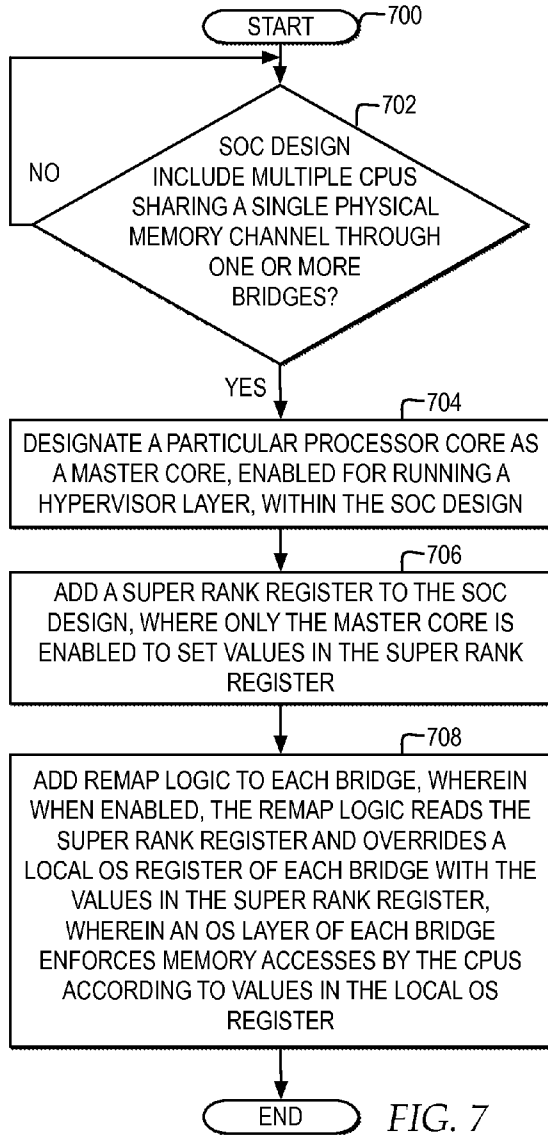 START
700
702
SOC DESIGN
INCLUDE MULTIPLE CPUS
SHARING A SINGLE PHYSICAL
MEMORY CHANNEL THROUGH
ONE OR MORE
BRIDGES?
NO
YES
704
DESIGNATE A PARTICULAR PROCESSOR CORE AS
A MASTER CORE, ENABLED FOR RUNNING A
HYPERVISOR LAYER, WITHIN THE SOC DESIGN
706
ADD A SUPER RANK REGISTER TO THE SOC
DESIGN, WHERE ONLY THE MASTER CORE IS
ENABLED TO SET VALUES IN THE SUPER RANK
REGISTER
708
ADD REMAP LOGIC TO EACH BRIDGE, WHEREIN
WHEN ENABLED, THE REMAP LOGIC READS THE
SUPER RANK REGISTER AND OVERRIDES A
LOCAL OS REGISTER OF EACH BRIDGE WITH THE
VALUES IN THE SUPER RANK REGISTER,
WHEREIN AN OS LAYER OF EACH BRIDGE
ENFORCES MEMORY ACCESSES BY THE CPUS
ACCORDING TO VALUES IN THE LOCAL OS
REGISTER
END
FIG. 7